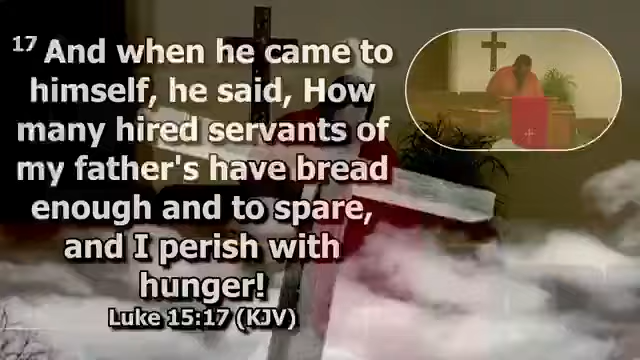 17 And when he came to
himself, he said, How
many hired servants of
my father's have bread
enough and to spare,
and I perish with
hunger!
Luke 15:17 (KJV)